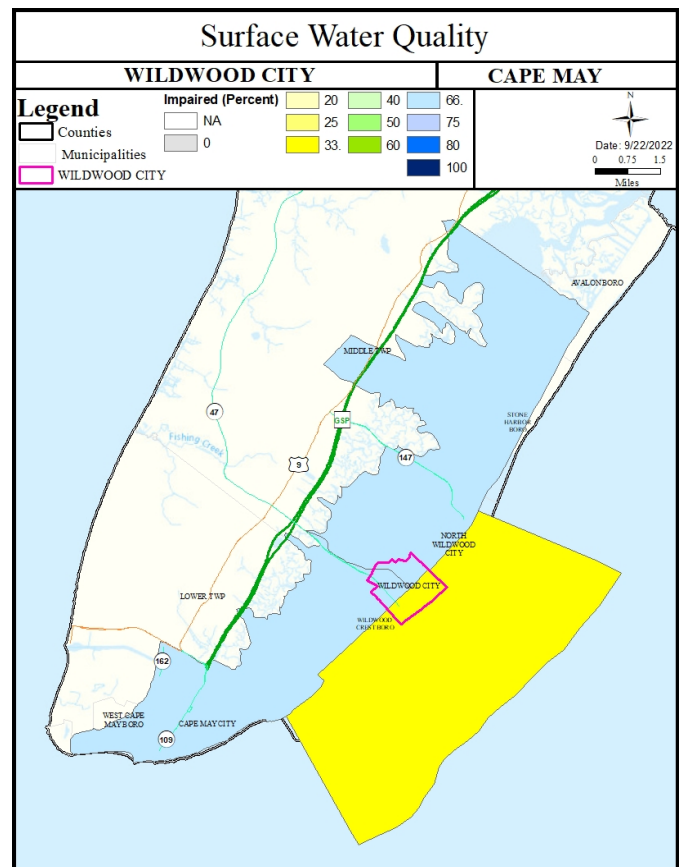 Surface Water Quality
WILDWOOD CITY
CAPE MAY
Legend
Counties
Municipalities
WILDWOOD CITY
Impaired (Percent)
NA
0
20
25
33.
40
50
60
66.
75
80
100
N
Date: 9/22/2022
0 0.75 1.5
Miles
AVALONBORO
MIDDLE TWP
STONE
HARBOR
BORO
47
GSP
Fishing Creek
147
9
NORTH
WILDWOOD
CITY
WILDWOOD CITY
LOWER TWP
WILDWOOD
CREST BORO
162
WEST CAPE
MAY BORO
CAPE MAY CITY
109